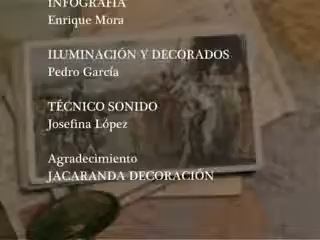 INFOGRAFÍA
Enrique Mora
ILUMINACIÓN Y DECORADOS
Pedro García
TÉCNICO SONIDO
Josefina López
Agradecimiento
JACARANDA DECORACIÓN